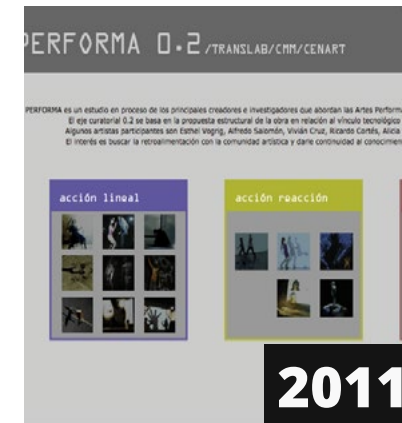 PERFORMA 0.2 /TRANSLAB/CMM/CENART
PERFORMA es un estudio en proceso de los principales creadores e investigadores que abordan las Artes Performa
El eje curatorial 0.2 se basa en la propuesta estructural de la obra en relación al vínculo tecnológico
Algunos artistas participantes son Esthel Vogrig, Alfredo Salomón, Vivián Cruz, Ricardo Cortés, Alicia
El interés es buscar la retroalimentación con la comunidad artística y darle continuidad al conocimien
acción lineal
acción reacción
2011